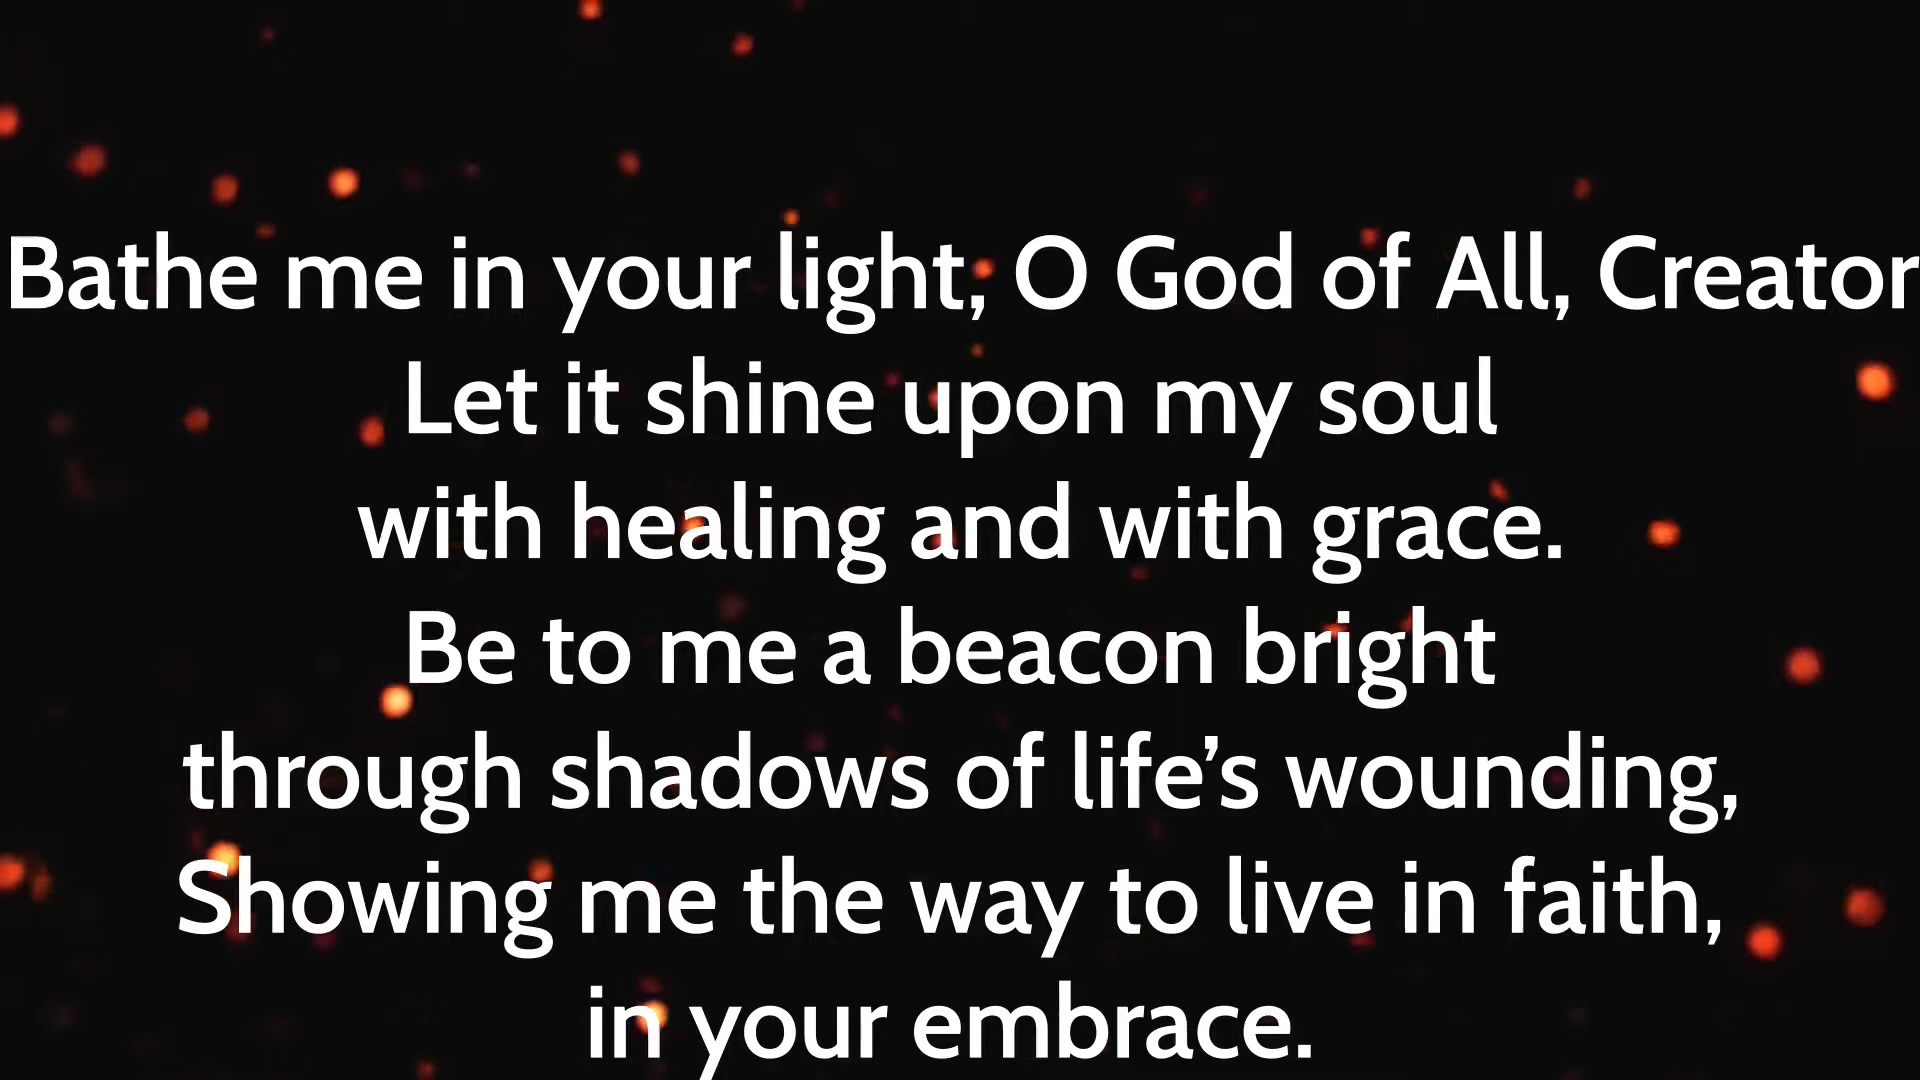 Bathe me in your light, O God of All, Creator
Let it shine upon my soul
with healing and with grace.
Be to me a beacon bright
through shadows of life’s wounding,
Showing me the way to live in faith,
in your embrace.